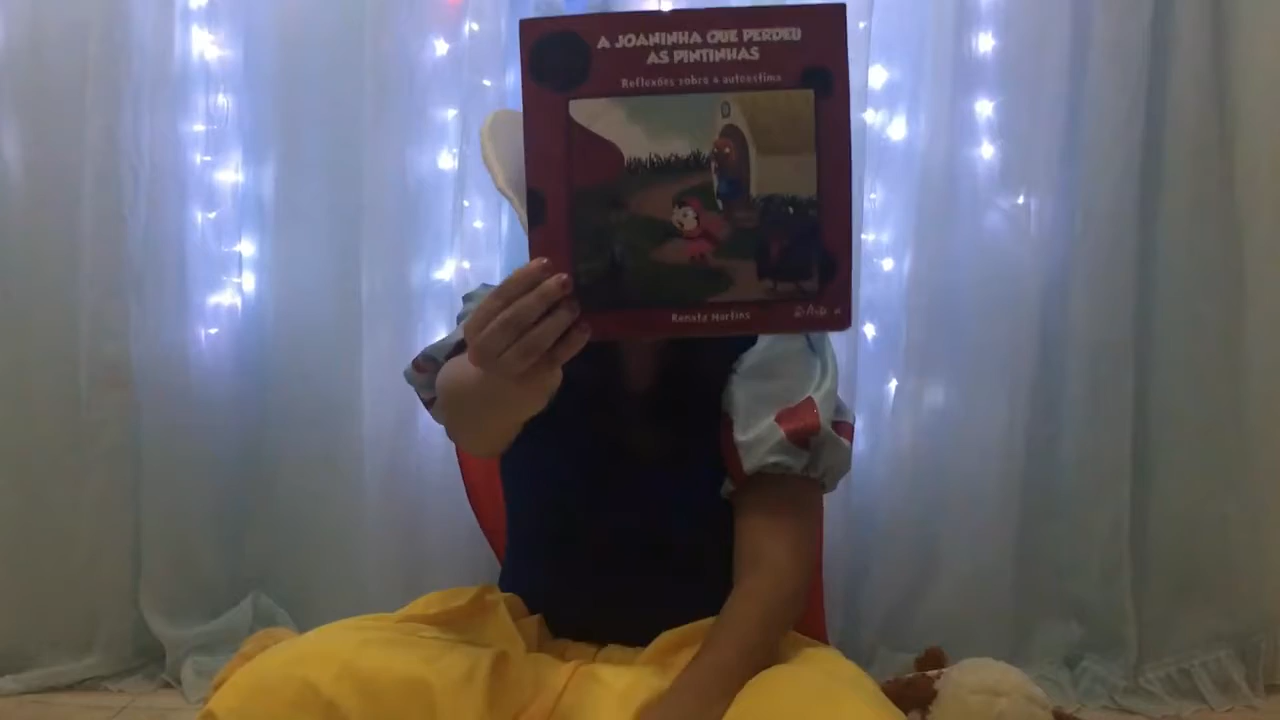 A JOANINHA QUE PERDEU
AS PINTINHAS
Reflexões sobre a autoestima
Renata Martins